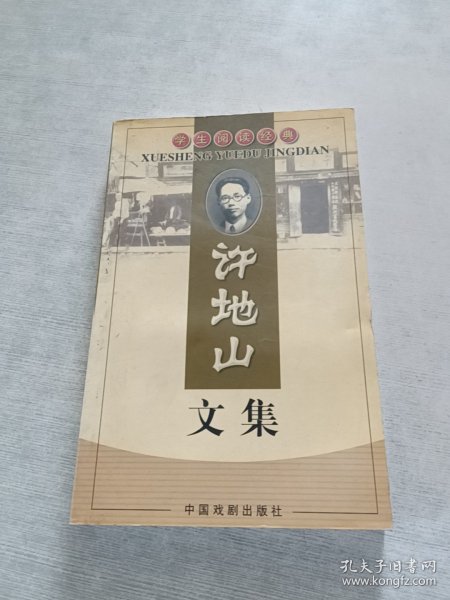 学生阅读经典
XUESHENG YUEDU JINGDIAN
许地山
文集
中国戏剧出版社
孔夫子旧书网
www.kongfz.com